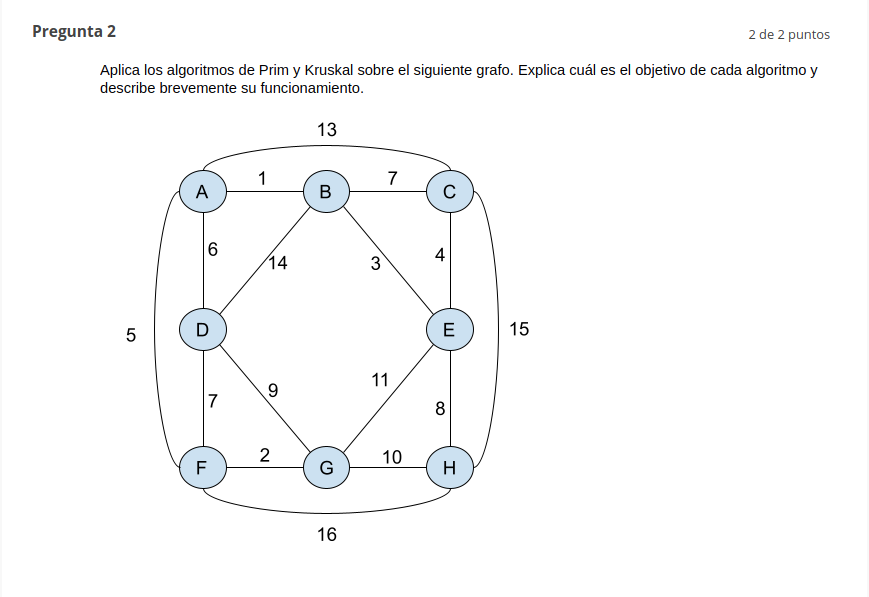 Pregunta 2
2 de 2 puntos
Aplica los algoritmos de Prim y Kruskal sobre el siguiente grafo. Explica cuál es el objetivo de cada algoritmo y
describe brevemente su funcionamiento.
13
1
7
A
B
C
6
14
3
4
5
D
E
15
7
9
11
8
2
10
F
G
H
16